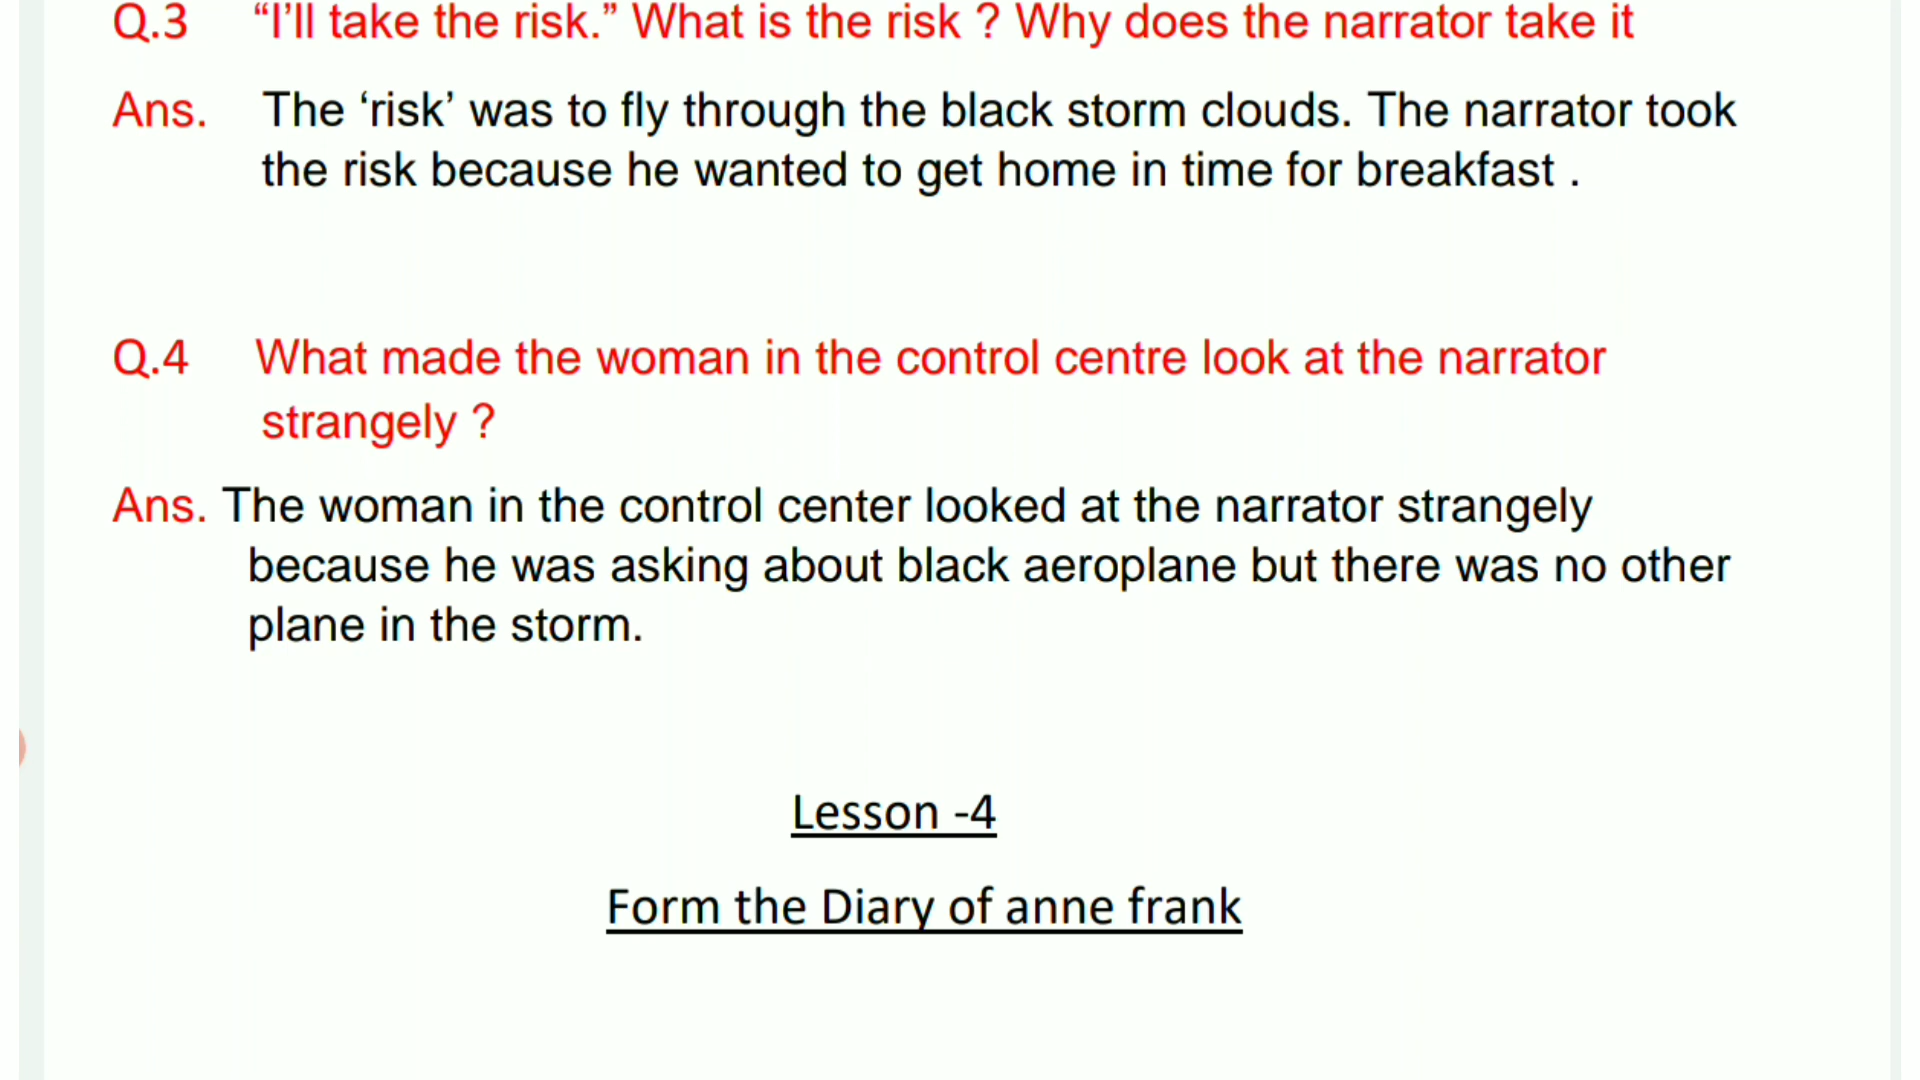 Q.3 “I’ll take the risk.” What is the risk ? Why does the narrator take it
Ans. The ‘risk’ was to fly through the black storm clouds. The narrator took
the risk because he wanted to get home in time for breakfast .
Q.4 What made the woman in the control centre look at the narrator
strangely ?
Ans. The woman in the control center looked at the narrator strangely
because he was asking about black aeroplane but there was no other
plane in the storm.
Lesson -4
Form the Diary of anne frank